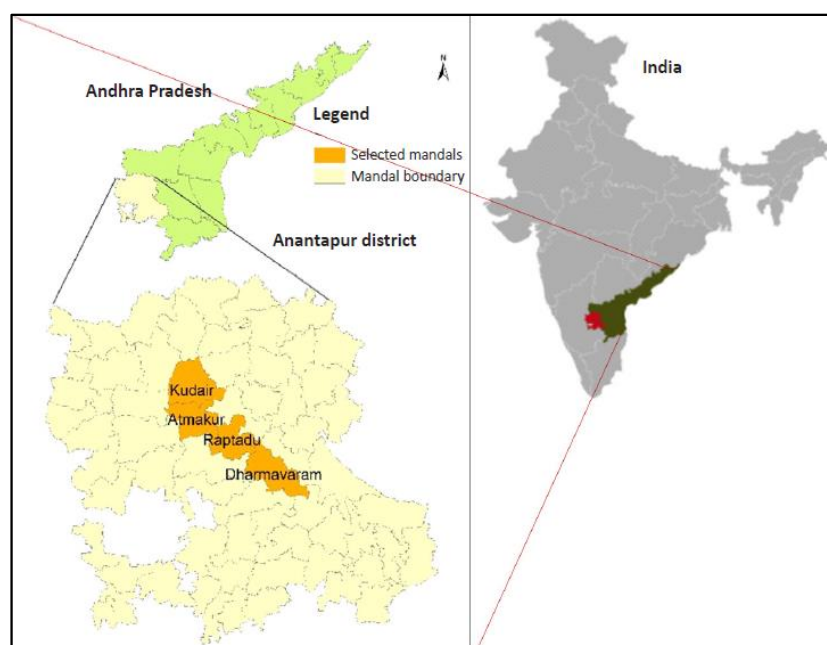 N
Andhra Pradesh
Legend
Selected mandals
Mandal boundary
Anantapur district
Kudair
Atmakur
Raptadu
Dharmavaram
India